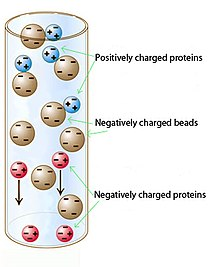 Positively charged proteins
Negatively charged beads
Negatively charged proteins